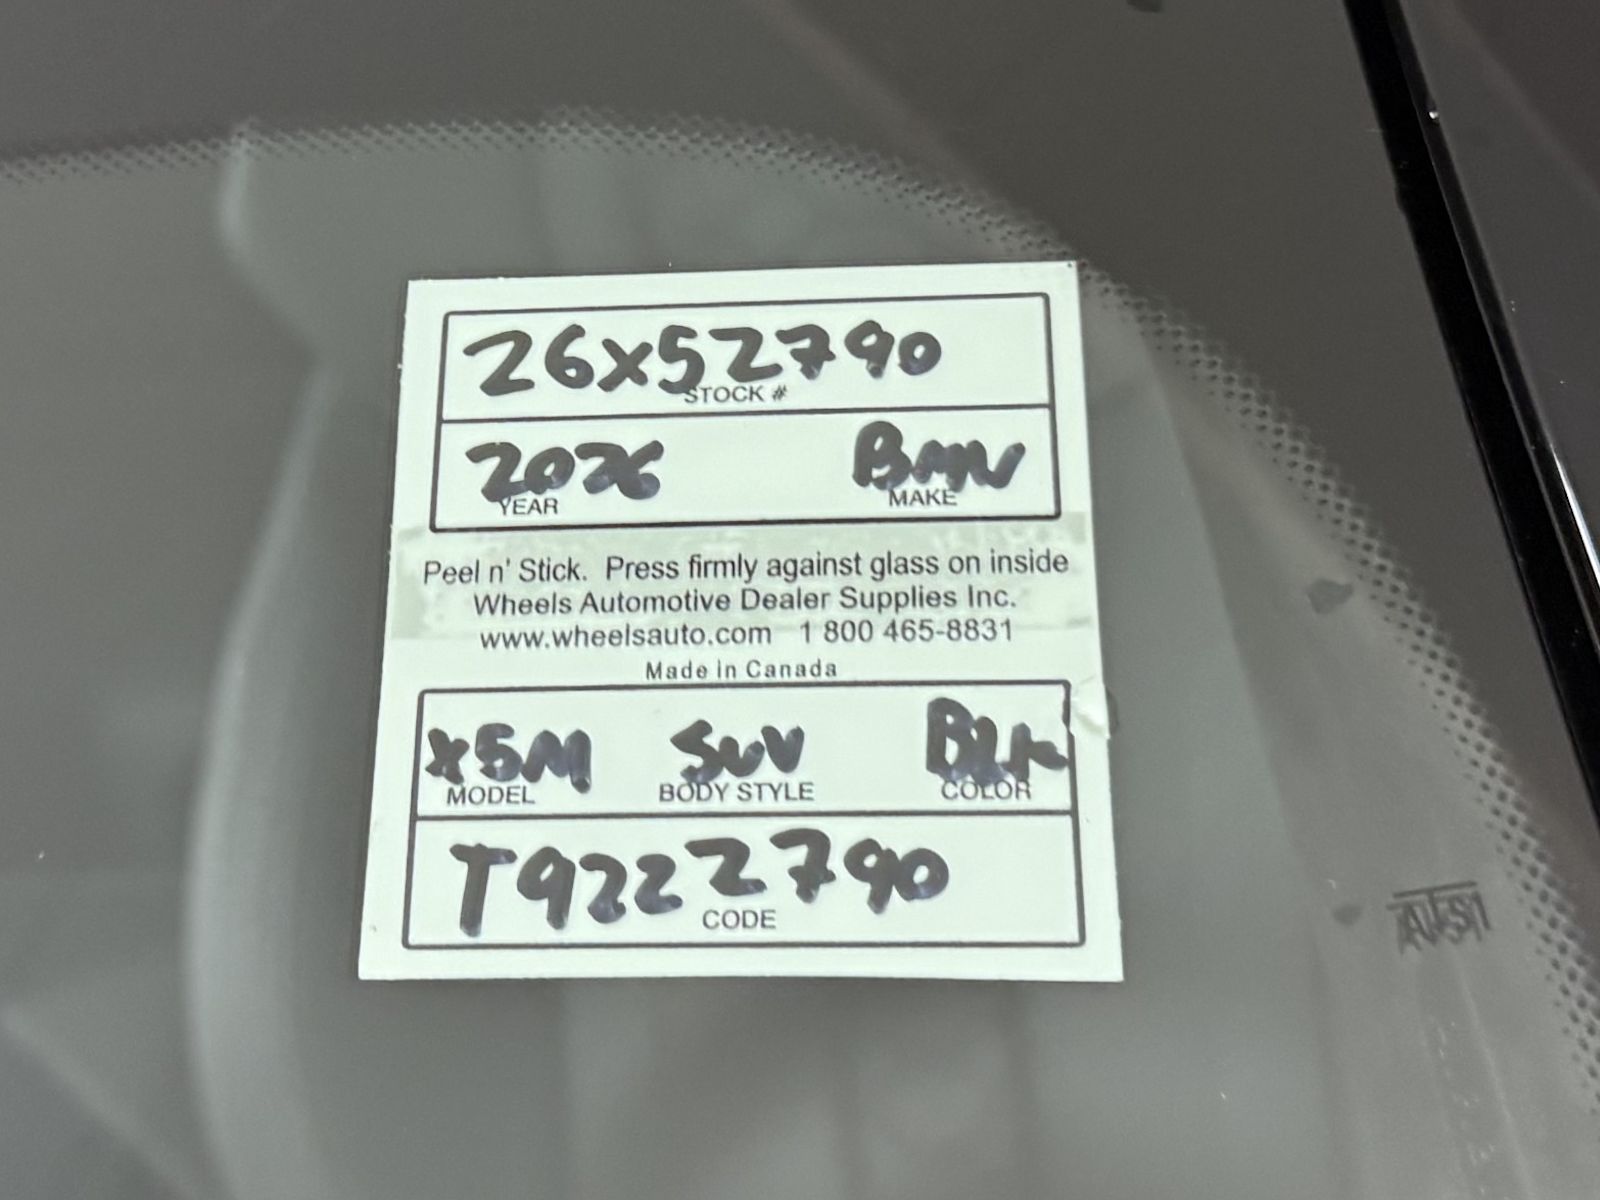 26X52790
STOCK #
2026 BMW
YEAR MAKE
Peel n' Stick. Press firmly against glass on inside
Wheels Automotive Dealer Supplies Inc.
www.wheelsauto.com 1 800 465-8831
Made in Canada
X5M SUV BLK
MODEL BODY STYLE COLOR
T9222790
CODE